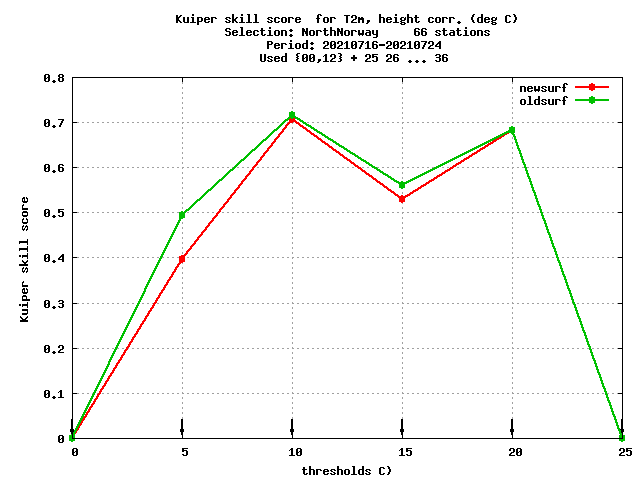 Kuiper skill score  for T2m, height corr. (deg C)
Selection: NorthNorway     66 stations
Period: 20210716-20210724
Used {00,12} + 25 26 ... 36
newsurf
oldsurf
0.8
0.7
0.6
0.5
0.4
0.3
0.2
0.1
0
Kuiper skill score
0 5 10 15 20 25
thresholds C)